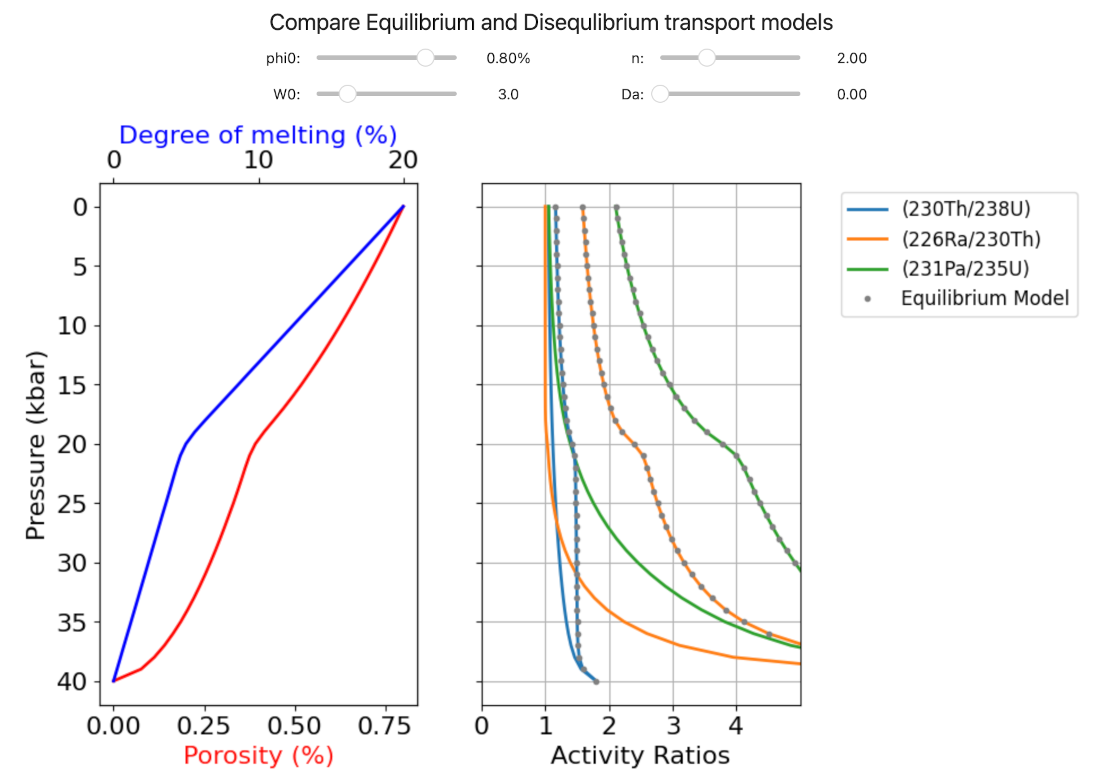 Compare Equilibrium and Disequlibrium transport models
phi0: 0.80% n: 2.00
W0: 3.0 Da: 0.00
Degree of melting (%)
0 10 20
0
5
10
15
20
25
30
35
40
Pressure (kbar)
0.00 0.25 0.50 0.75
Porosity (%)
0 1 2 3 4
Activity Ratios
(230Th/238U)
(226Ra/230Th)
(231Pa/235U)
Equilibrium Model